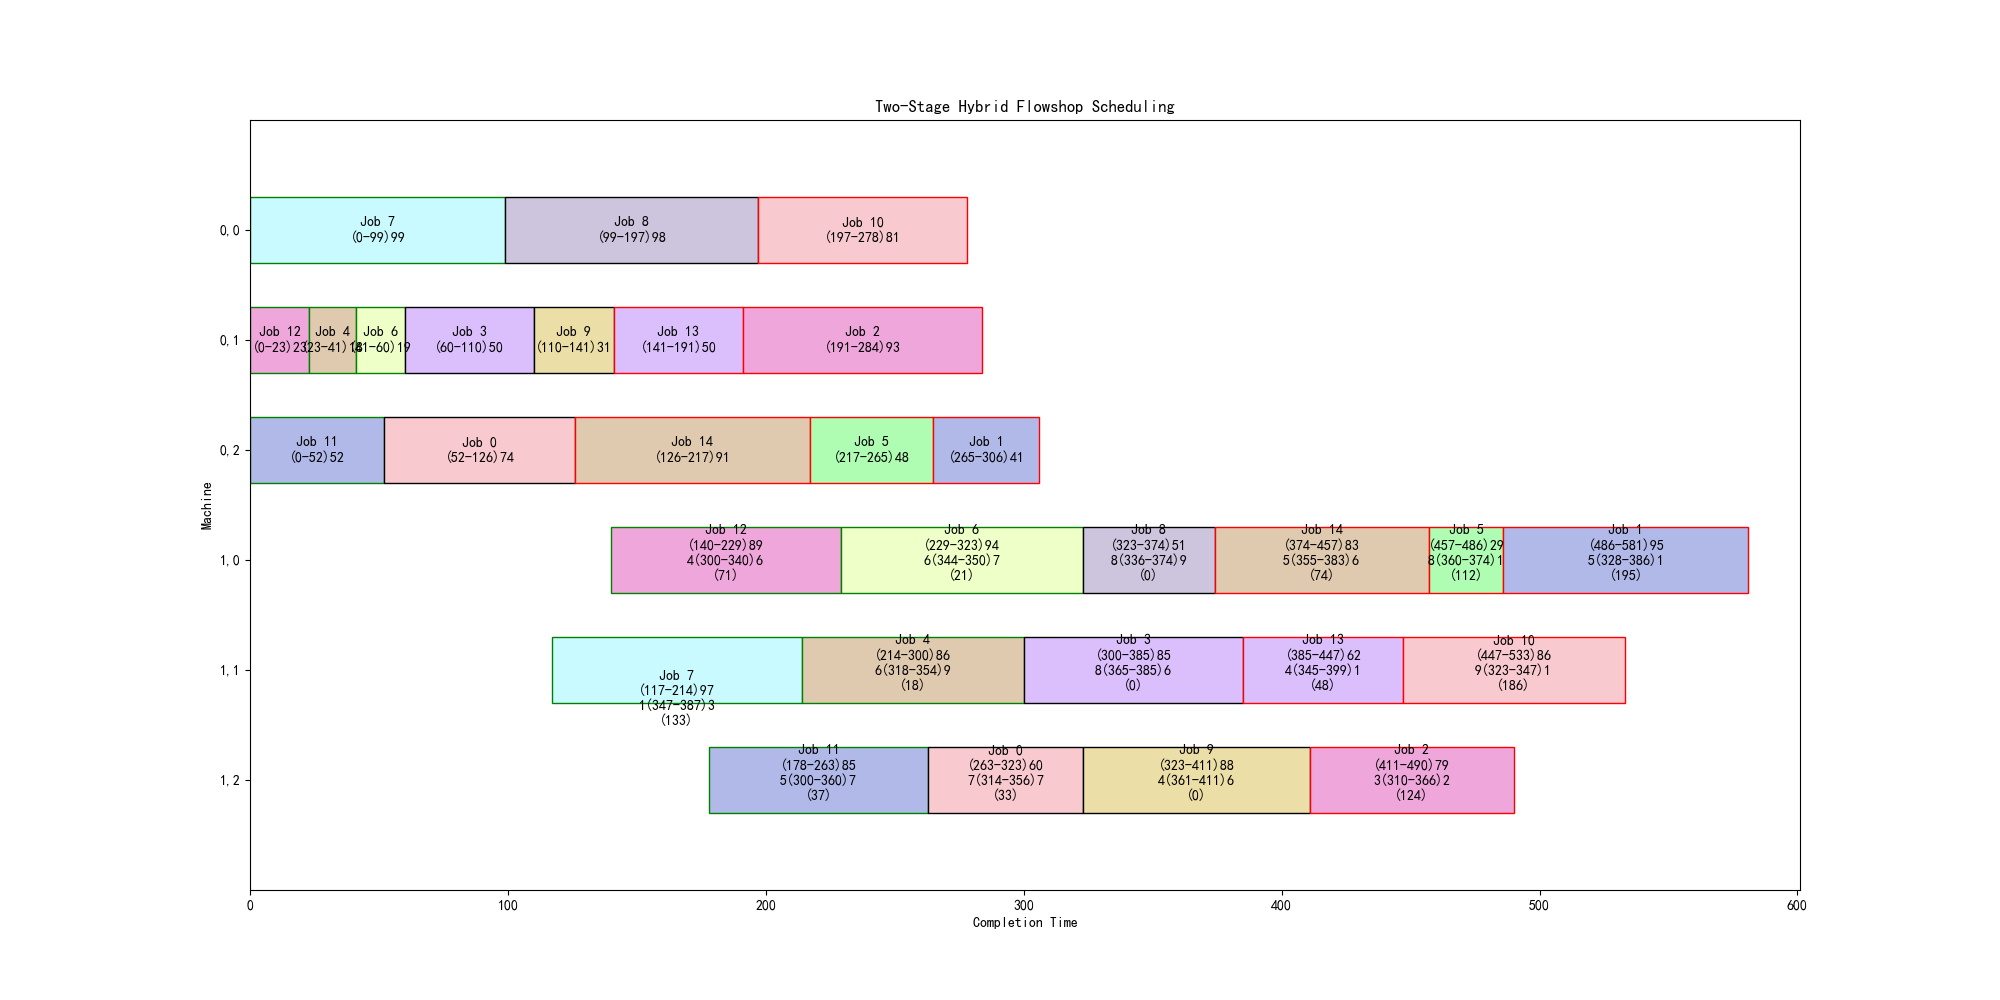 Two-Stage Hybrid Flowshop Scheduling
Machine
0,0
Job 7
(0-99)99
Job 8
(99-197)98
Job 10
(197-278)81
0,1
Job 12
(0-23)23
Job 4
(23-41)18
Job 6
(41-60)19
Job 3
(60-110)50
Job 9
(110-141)31
Job 13
(141-191)50
Job 2
(191-284)93
0,2
Job 11
(0-52)52
Job 0
(52-126)74
Job 14
(126-217)91
Job 5
(217-265)48
Job 1
(265-306)41
1,0
Job 12
(140-229)89
4(300-340)6
(71)
Job 6
(229-323)94
6(344-350)7
(21)
Job 8
(323-374)51
8(336-374)9
(0)
Job 14
(374-457)83
5(355-383)6
(74)
Job 5
(457-486)29
8(360-374)1
(112)
Job 1
(486-581)95
5(328-386)1
(195)
1,1
Job 7
(117-214)97
1(347-387)3
(133)
Job 4
(214-300)86
6(318-354)9
(18)
Job 3
(300-385)85
8(365-385)6
(0)
Job 13
(385-447)62
4(345-399)1
(48)
Job 10
(447-533)86
9(323-347)1
(186)
1,2
Job 11
(178-263)85
5(300-360)7
(37)
Job 0
(263-323)60
7(314-356)7
(33)
Job 9
(323-411)88
4(361-411)6
(0)
Job 2
(411-490)79
3(310-366)2
(124)
0
100
200
300
400
500
600
Completion Time